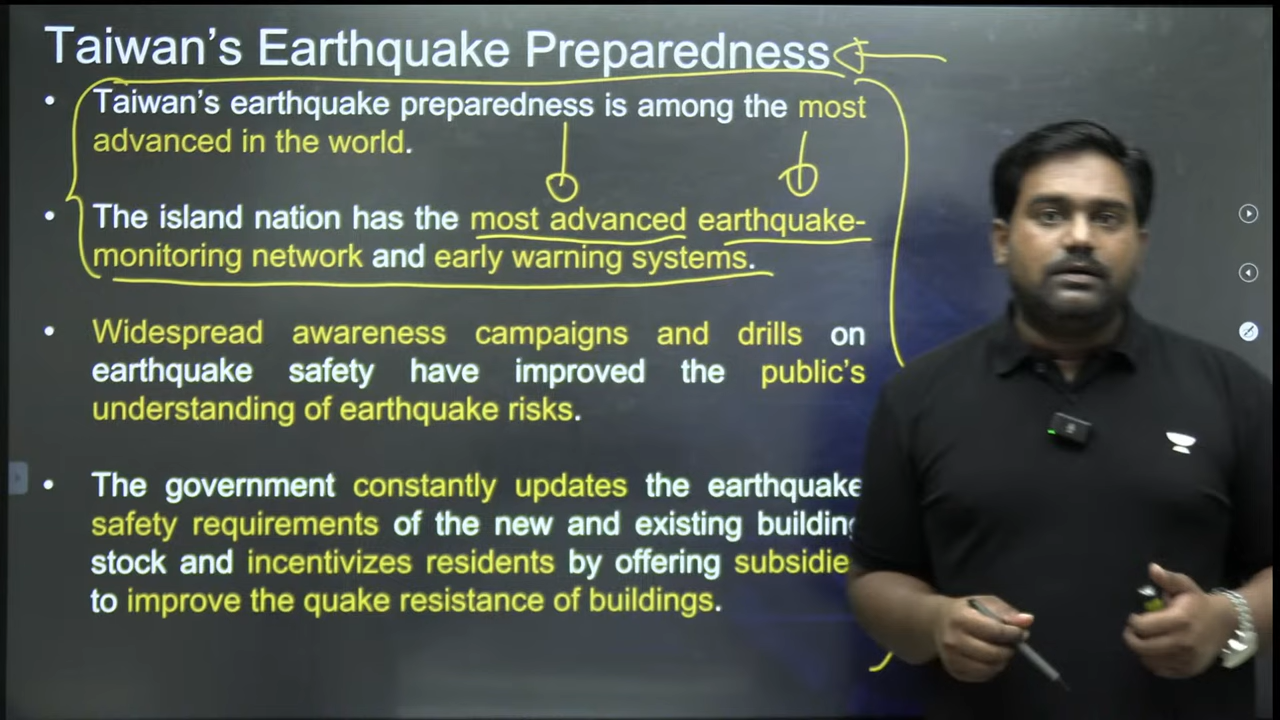 Taiwan's Earthquake Preparedness
• Taiwan's earthquake preparedness is among the most
advanced in the world.
• The island nation has the most advanced earthquake-
monitoring network and early warning systems.
• Widespread awareness campaigns and drills on
earthquake safety have improved the public's
understanding of earthquake risks.
• The government constantly updates the earthquake
safety requirements of the new and existing building
stock and incentivizes residents by offering subsidie
to improve the quake resistance of buildings.